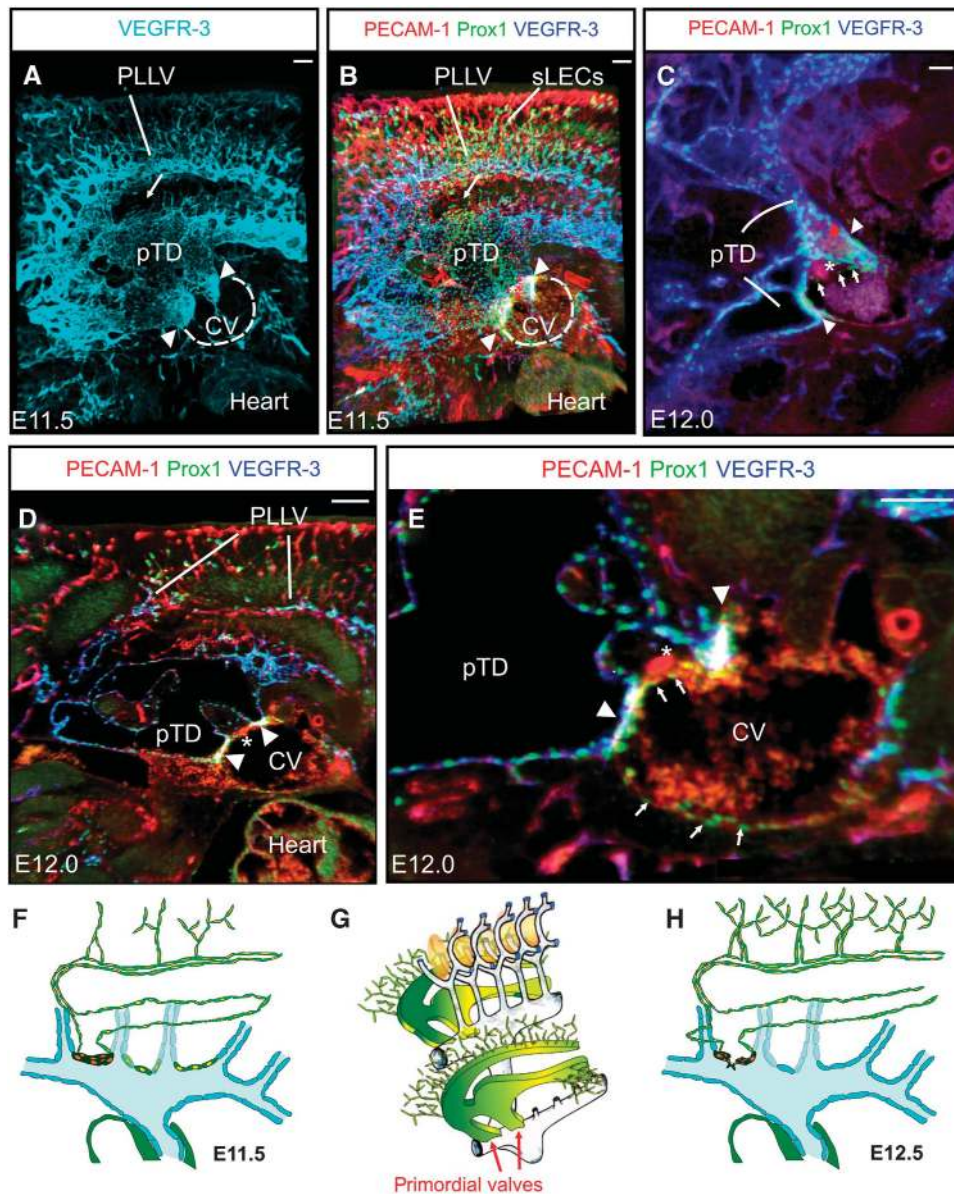 VEGFR-3
A
PLLV
pTD
CV
Heart
E11.5
PECAM-1 Prox1 VEGFR-3
B
PLLV
sLECs
pTD
CV
Heart
E11.5
PECAM-1 Prox1 VEGFR-3
C
pTD
*
E12.0
PECAM-1 Prox1 VEGFR-3
D
PLLV
pTD
*
CV
Heart
E12.0
PECAM-1 Prox1 VEGFR-3
E
pTD
*
CV
E12.0
F
E11.5
G
Primordial valves
H
E12.5